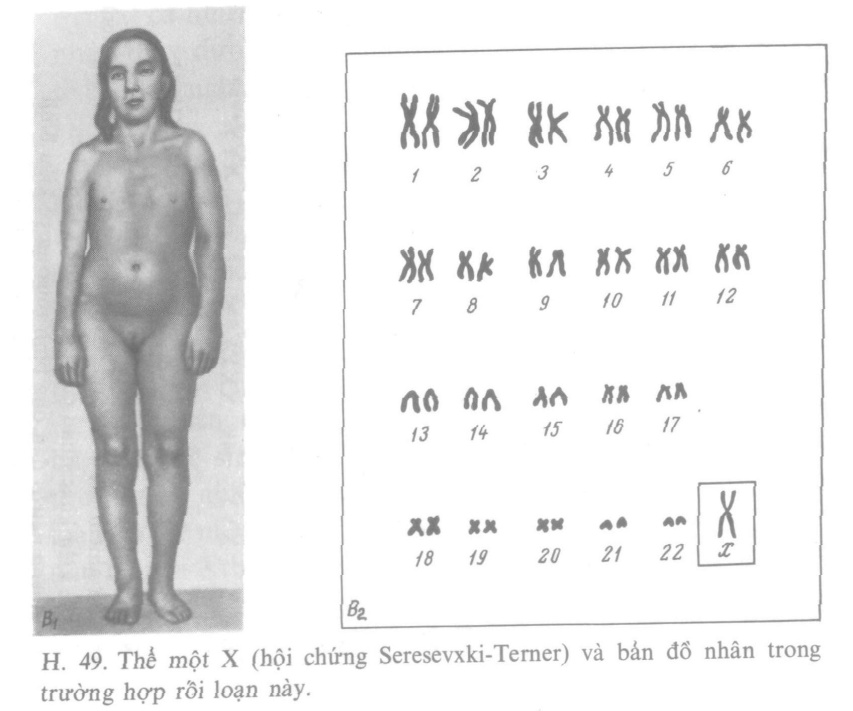 1 2 3 4 5 6
7 8 9 10 11 12
13 14 15 16 17
18 19 20 21 22 x
B1
B2
H. 49. Thể một X (hội chứng Seresevxki-Terner) và bản đồ nhân trong
trường hợp rồi loạn này.